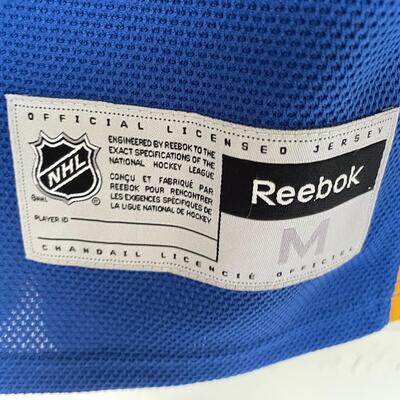 OFFICIAL LICENSED JERSEY
NHL
©NHL
®
ENGINEERED BY REEBOK TO THE
EXACT SPECIFICATIONS OF THE
NATIONAL HOCKEY LEAGUE
CONÇU ET FABRIQUÉ PAR
REEBOK POUR RENCONTRER
LES EXIGENCES SPÉCIFIQUES DE
LA LIGUE NATIONAL DE HOCKEY
PLAYER ID
Reebok
M
CHANDAIL LICENCIÉ OFFICIEL